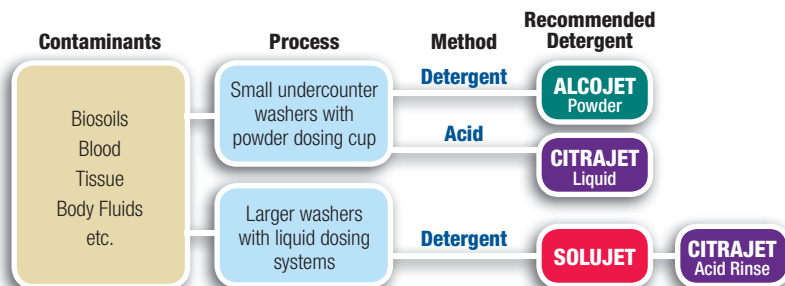 Contaminants
Process
Method
Recommended
Detergent
Biosoils
Blood
Tissue
Body Fluids
etc.
Small undercounter
washers with
powder dosing cup
Detergent
ALCOJET
Powder
Acid
CITRAJET
Liquid
Larger washers
with liquid dosing
systems
Detergent
SOLUJET
CITRAJET
Acid Rinse